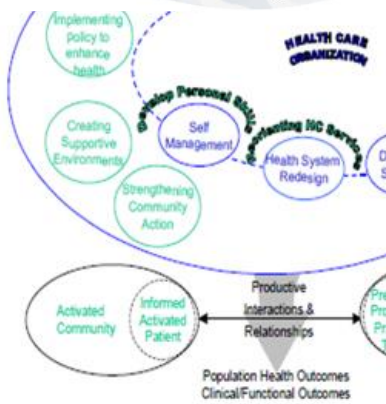 Implementing
policy to
enhance
health
HEALTH CARE
ORGANIZATION
Develop Personal Skills
Self
Management
Reorienting HC Services
Health System
Redesign
D
S
Creating
Supportive
Environments
Strengthening
Community
Action
Activated
Community
Informed
Activated
Patient
Productive
Interactions &
Relationships
Pre
Pro
P
T
Population Health Outcomes
Clinical/Functional Outcomes